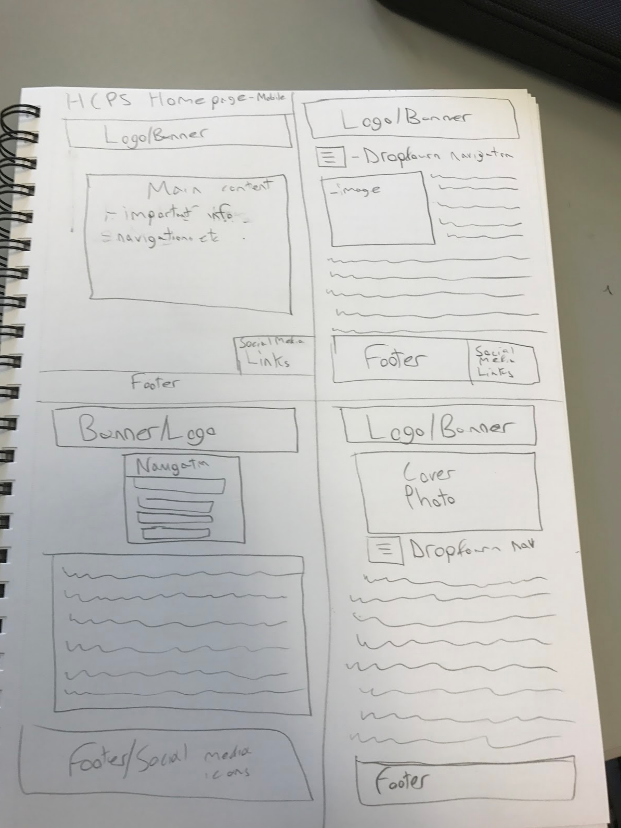 HCPS Homepage - Mobile
Logo/Banner
Main content
- important info
- navigation etc
Social Media
Links
Footer
Logo/Banner
- Dropdown navigation
-image
Footer
Social
Media
Links
Banner/Logo
Navigation
Footer/Social media
icons
Logo/Banner
Cover
Photo
Dropdown nav
Footer